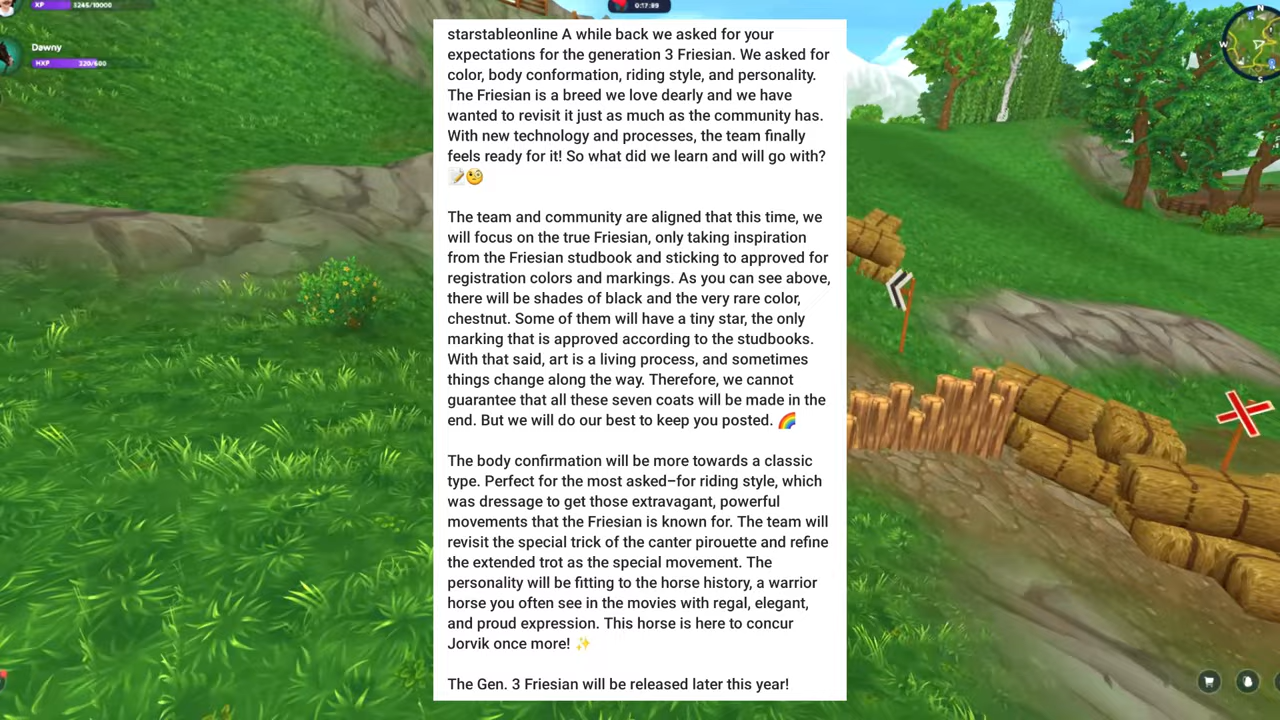 XP 3245/10000
0:17:89
Dawny
HXP 220/600
N
W
S
starstableonline A while back we asked for your
expectations for the generation 3 Friesian. We asked for
color, body conformation, riding style, and personality.
The Friesian is a breed we love dearly and we have
wanted to revisit it just as much as the community has.
With new technology and processes, the team finally
feels ready for it! So what did we learn and will go with?
📝🧐
The team and community are aligned that this time, we
will focus on the true Friesian, only taking inspiration
from the Friesian studbook and sticking to approved for
registration colors and markings. As you can see above,
there will be shades of black and the very rare color,
chestnut. Some of them will have a tiny star, the only
marking that is approved according to the studbooks.
With that said, art is a living process, and sometimes
things change along the way. Therefore, we cannot
guarantee that all these seven coats will be made in the
end. But we will do our best to keep you posted. 🌈
The body confirmation will be more towards a classic
type. Perfect for the most asked–for riding style, which
was dressage to get those extravagant, powerful
movements that the Friesian is known for. The team will
revisit the special trick of the canter pirouette and refine
the extended trot as the special movement. The
personality will be fitting to the horse history, a warrior
horse you often see in the movies with regal, elegant,
and proud expression. This horse is here to concur
Jorvik once more! ✨
The Gen. 3 Friesian will be released later this year!